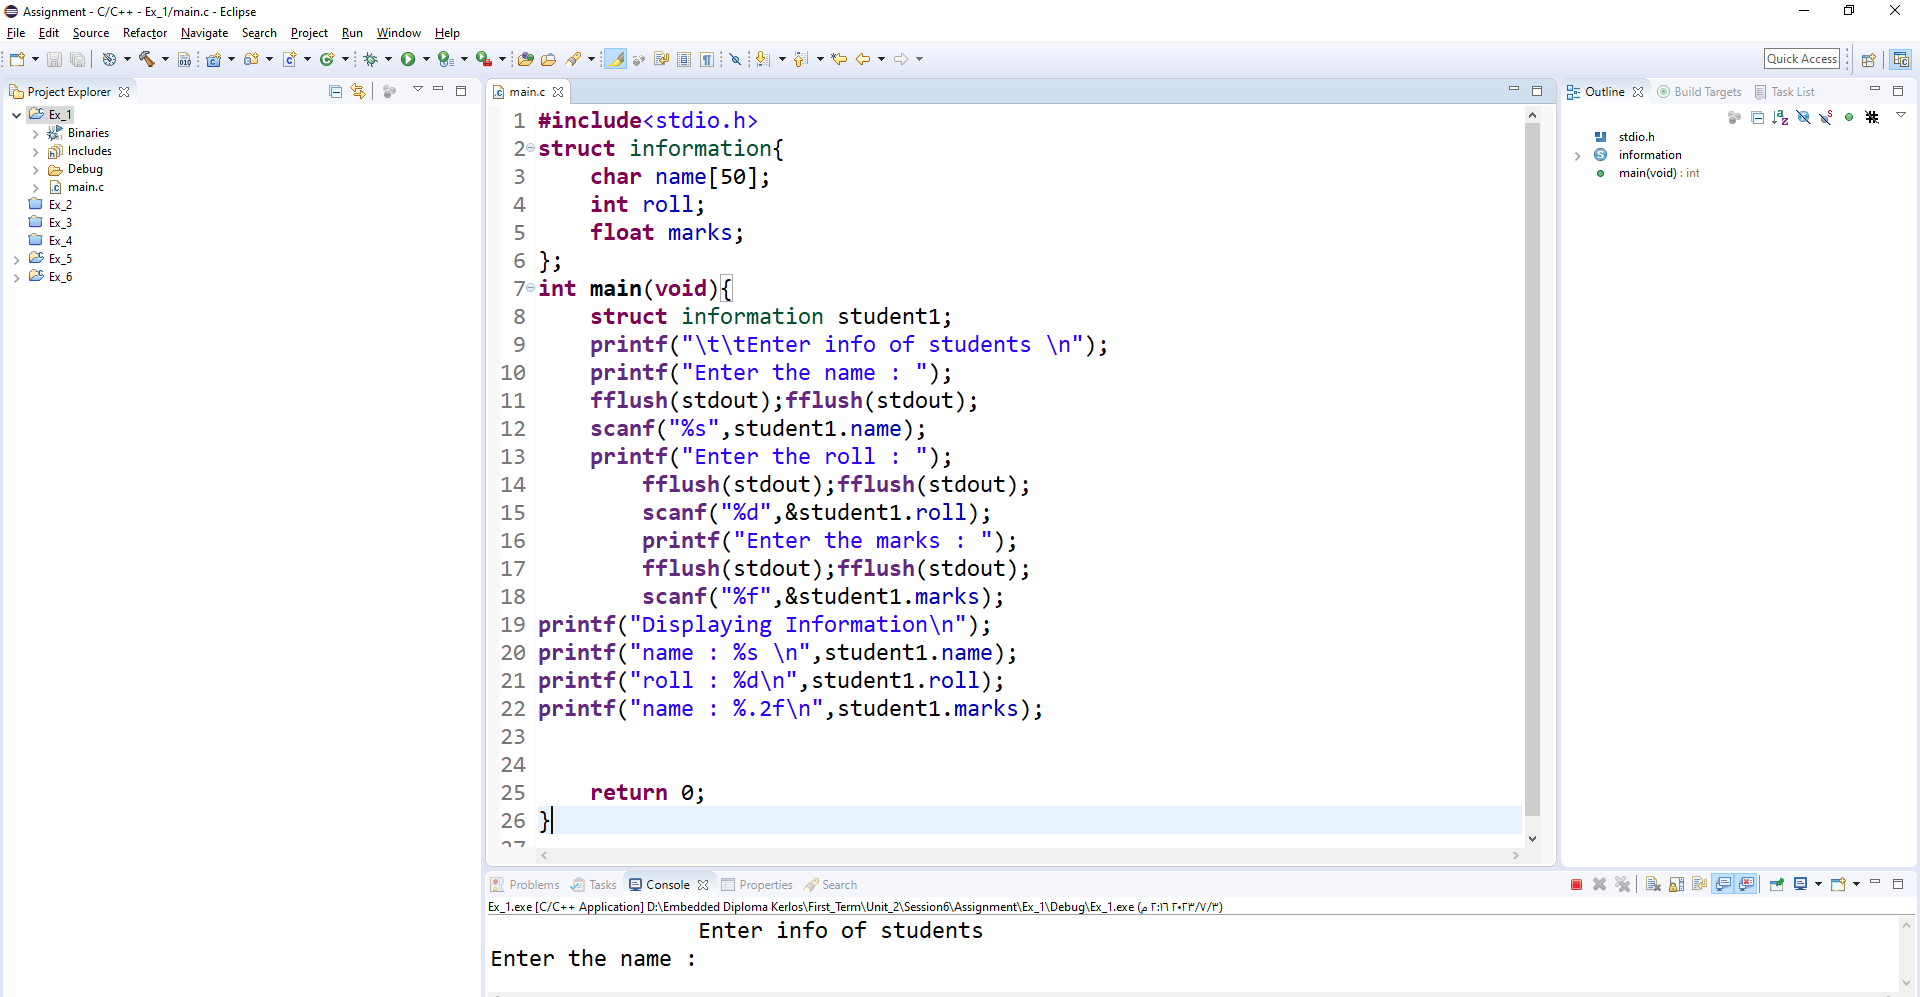 Assignment - C/C++ - Ex_1/main.c - Eclipse
File Edit Source Refactor Navigate Search Project Run Window Help
Quick Access
Project Explorer
Ex_1
Binaries
Includes
Debug
main.c
Ex_2
Ex_3
Ex_4
Ex_5
Ex_6
main.c
1 #include<stdio.h>
2 struct information{
3     char name[50];
4     int roll;
5     float marks;
6 };
7 int main(void){
8     struct information student1;
9     printf("\t\tEnter info of students \n");
10     printf("Enter the name : ");
11     fflush(stdout);fflush(stdout);
12     scanf("%s",student1.name);
13     printf("Enter the roll : ");
14         fflush(stdout);fflush(stdout);
15         scanf("%d",&student1.roll);
16         printf("Enter the marks : ");
17         fflush(stdout);fflush(stdout);
18         scanf("%f",&student1.marks);
19 printf("Displaying Information\n");
20 printf("name : %s \n",student1.name);
21 printf("roll : %d\n",student1.roll);
22 printf("name : %.2f\n",student1.marks);
23
24
25     return 0;
26 }
27
Outline Build Targets Task List
stdio.h
information
main(void) : int
Problems Tasks Console Properties Search
Ex_1.exe [C/C++ Application] D:\Embedded Diploma Kerlos\First_Term\Unit_2\Session6\Assignment\Ex_1\Debug\Ex_1.exe (م ٢:١٦ ٢٠٢٣/٧/٣)
Enter info of students
Enter the name :